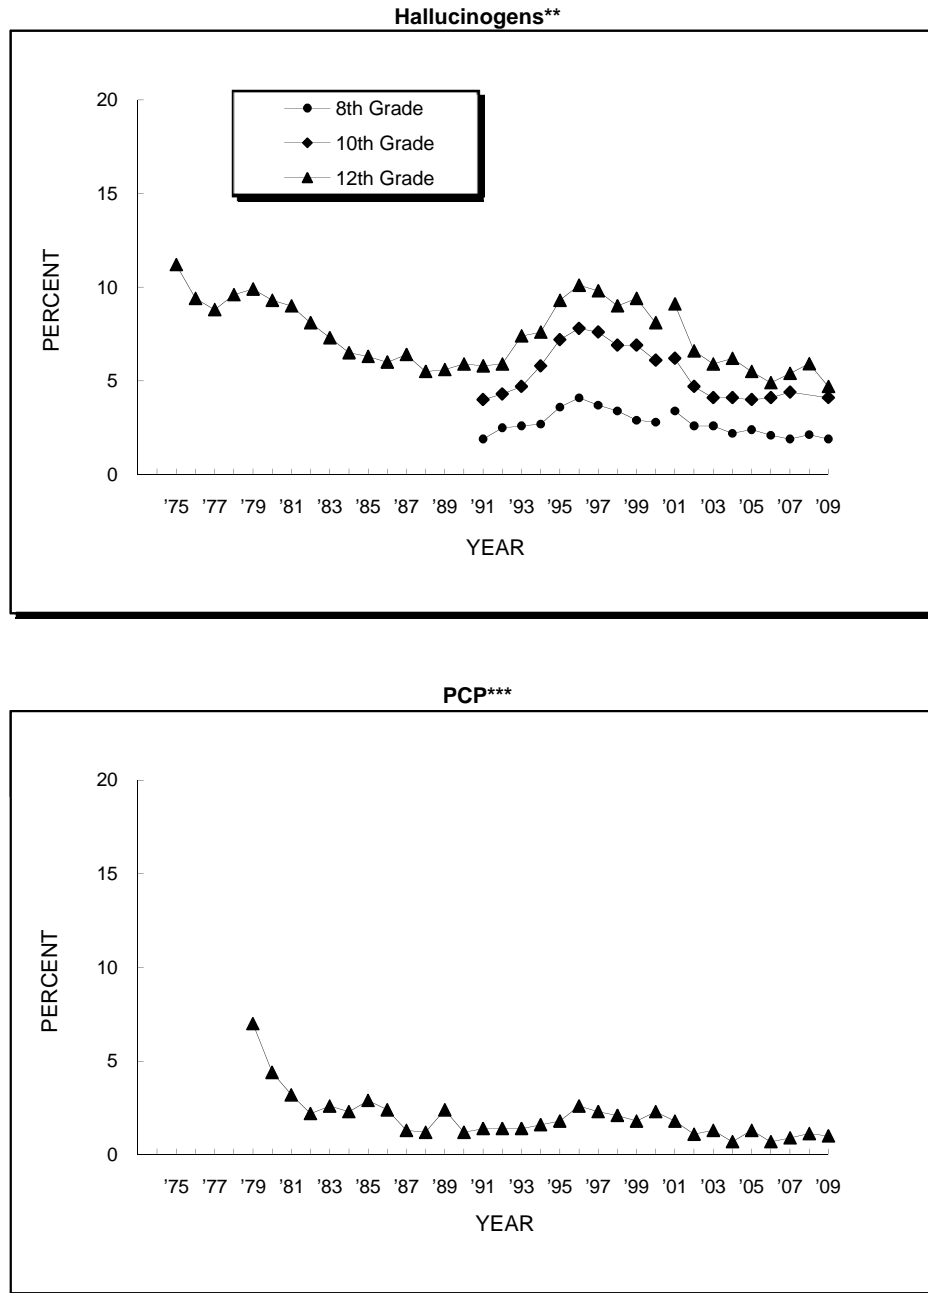 Hallucinogens**
20
8th Grade
10th Grade
12th Grade
15
10
5
0
PERCENT
’75 ’77 ’79 ’81 ’83 ’85 ’87 ’89 ’91 ’93 ’95 ’97 ’99 ’01 ’03 ’05 ’07 ’09
YEAR
PCP***
20
15
10
5
0
PERCENT
’75 ’77 ’79 ’81 ’83 ’85 ’87 ’89 ’91 ’93 ’95 ’97 ’99 ’01 ’03 ’05 ’07 ’09
YEAR